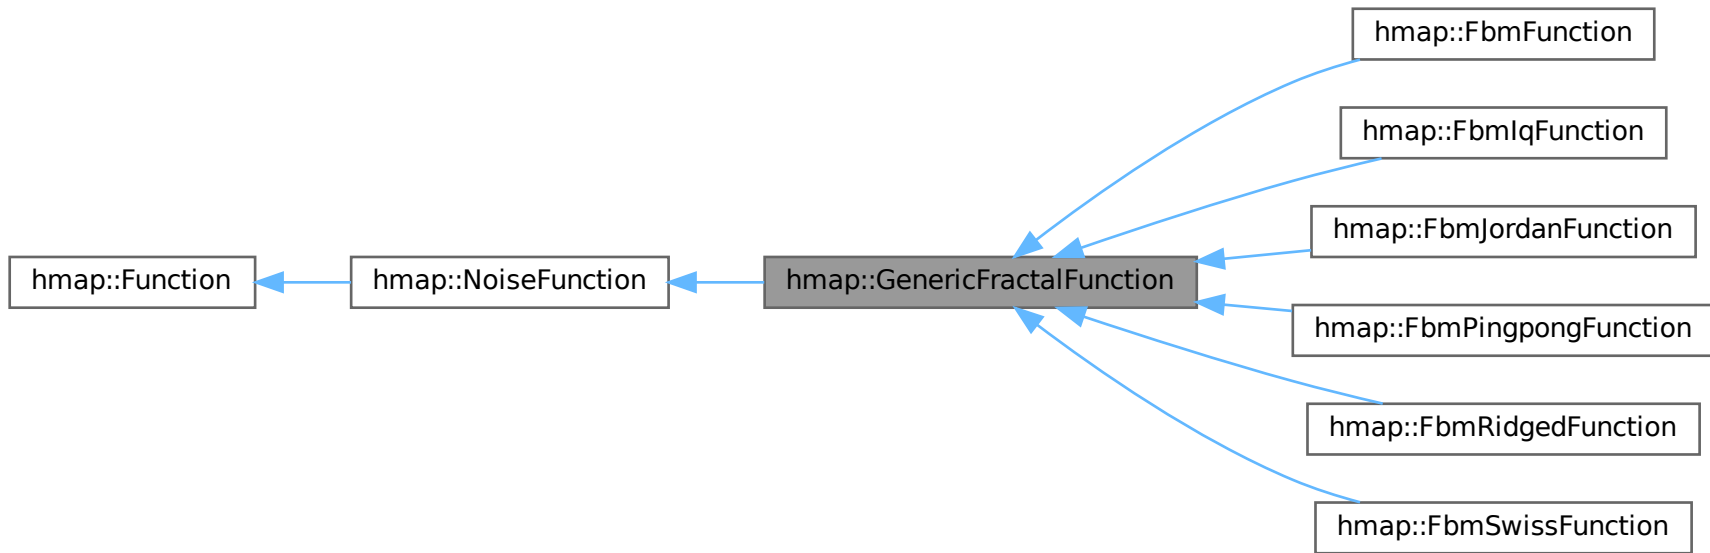 hmap::Function
hmap::NoiseFunction
hmap::GenericFractalFunction
hmap::FbmFunction
hmap::FbmIqFunction
hmap::FbmJordanFunction
hmap::FbmPingpongFunction
hmap::FbmRidgedFunction
hmap::FbmSwissFunction